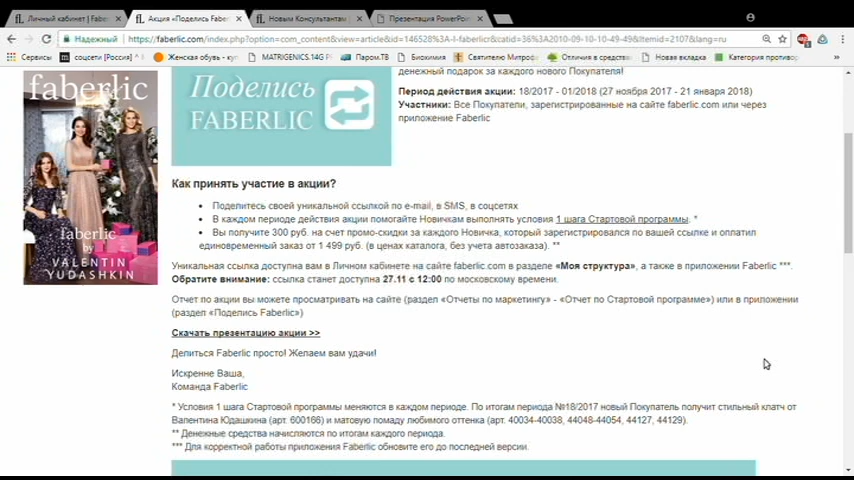 Личный кабинет | Faber
Акция «Поделись Faber
Новым Консультантам
Презентация PowerPoin
Надежный
https://faberlic.com/index.php?option=com_content&view=article&id=146528%3A-l-faberlicr&catid=36%3A2010-09-10-10-49-49&Itemid=2107&lang=ru
Сервисы
соцсети [Россия]
Женская обувь - куп
MATRIGENICS.14G P
Паром.ТВ
Биохимия
Святителю Митроф
Отличия в средства
Новая вкладка
Категория противор
faberlic
faberlic
by
VALENTIN
YUDASHKIN
Поделись
FABERLIC
денежный подарок за каждого нового Покупателя!
Период действия акции: 18/2017 - 01/2018 (27 ноября 2017 - 21 января 2018)
Участники: Все Покупатели, зарегистрированные на сайте faberlic.com или через
приложение Faberlic
Как принять участие в акции?
• Поделитесь своей уникальной ссылкой по e-mail, в SMS, в соцсетях
• В каждом периоде действия акции помогайте Новичкам выполнять условия 1 шага Стартовой программы. *
• Вы получите 300 руб. на счет промо-скидки за каждого Новичка, который зарегистрировался по вашей ссылке и оплатил
единовременный заказ от 1 499 руб. (в ценах каталога, без учета автозаказа). **
Уникальная ссылка доступна вам в Личном кабинете на сайте faberlic.com в разделе «Моя структура», а также в приложении Faberlic ***.
Обратите внимание: ссылка станет доступна 27.11 с 12:00 по московскому времени.
Отчет по акции вы можете просматривать на сайте (раздел «Отчеты по маркетингу» - «Отчет по Стартовой программе») или в приложении
(раздел «Поделись Faberlic»)
Скачать презентацию акции >>
Делиться Faberlic просто! Желаем вам удачи!
Искренне Ваша,
Команда Faberlic
* Условия 1 шага Стартовой программы меняются в каждом периоде. По итогам периода №18/2017 новый Покупатель получит стильный клатч от
Валентина Юдашкина (арт. 600166) и матовую помаду любимого оттенка (арт. 40034-40038, 44048-44054, 44127, 44129).
** Денежные средства начисляются по итогам каждого периода.
*** Для корректной работы приложения Faberlic обновите его до последней версии.